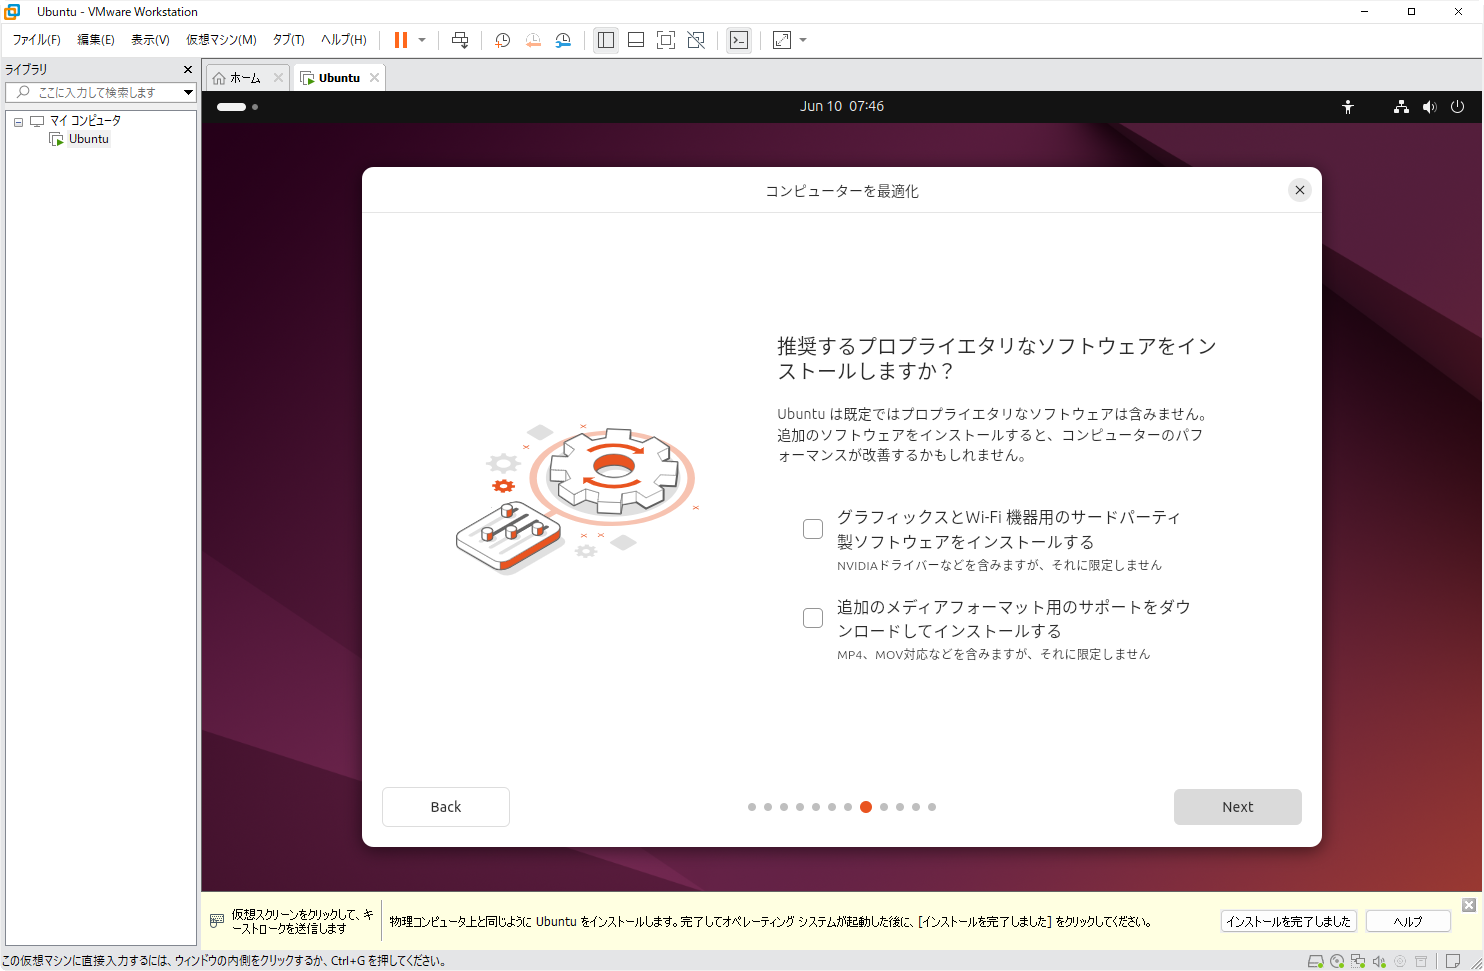 Ubuntu - VMware Workstation
ファイル(F) 編集(E) 表示(V) 仮想マシン(M) タブ(T) ヘルプ(H)
ライブラリ
ここに入力して検索します
マイ コンピュータ
Ubuntu
ホーム
Ubuntu
Jun 10 07:46
コンピューターを最適化
推奨するプロプライエタリなソフトウェアをイン
ストールしますか？
Ubuntu は既定ではプロプライエタリなソフトウェアは含みません。
追加のソフトウェアをインストールすると、コンピューターのパフ
ォーマンスが改善するかもしれません。
グラフィックスとWi-Fi 機器用のサードパーティ
製ソフトウェアをインストールする
NVIDIAドライバーなどを含みますが、それに限定しません
追加のメディアフォーマット用のサポートをダウ
ンロードしてインストールする
MP4、MOV対応などを含みますが、それに限定しません
Back
Next
仮想スクリーンをクリックして、キ
ーストロークを送信します
物理コンピュータ上と同じように Ubuntu をインストールします。完了してオペレーティング システムが起動した後に、[インストールを完了しました] をクリックしてください。
インストールを完了しました
ヘルプ
この仮想マシンに直接入力するには、ウィンドウの内側をクリックするか、Ctrl+G を押してください。